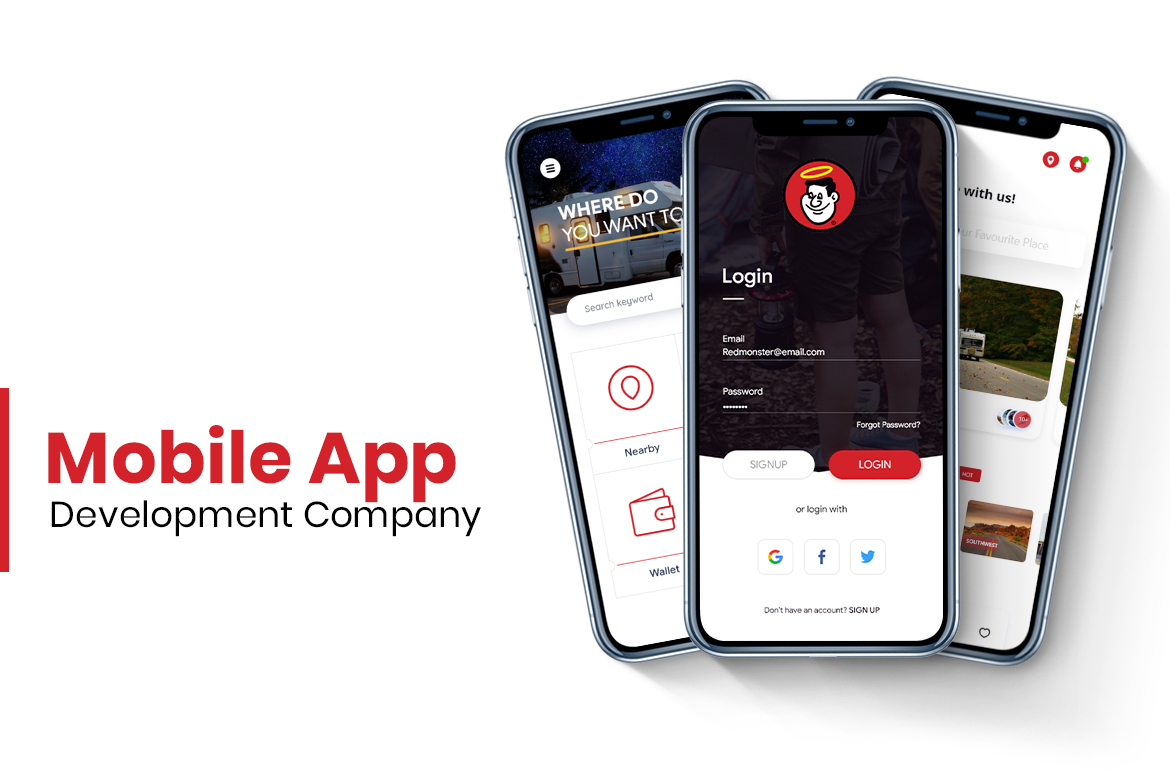 Mobile App
Development Company
WHERE DO
YOU WANT TO
Search keyword
Nearby
Wallet
Login
Email
Redmonster@email.com
Password
Forgot Password?
SIGNUP
LOGIN
or login with
Don't have an account? SIGN UP
with us!
ur Favourite Place
HOT
SOUTHWEST